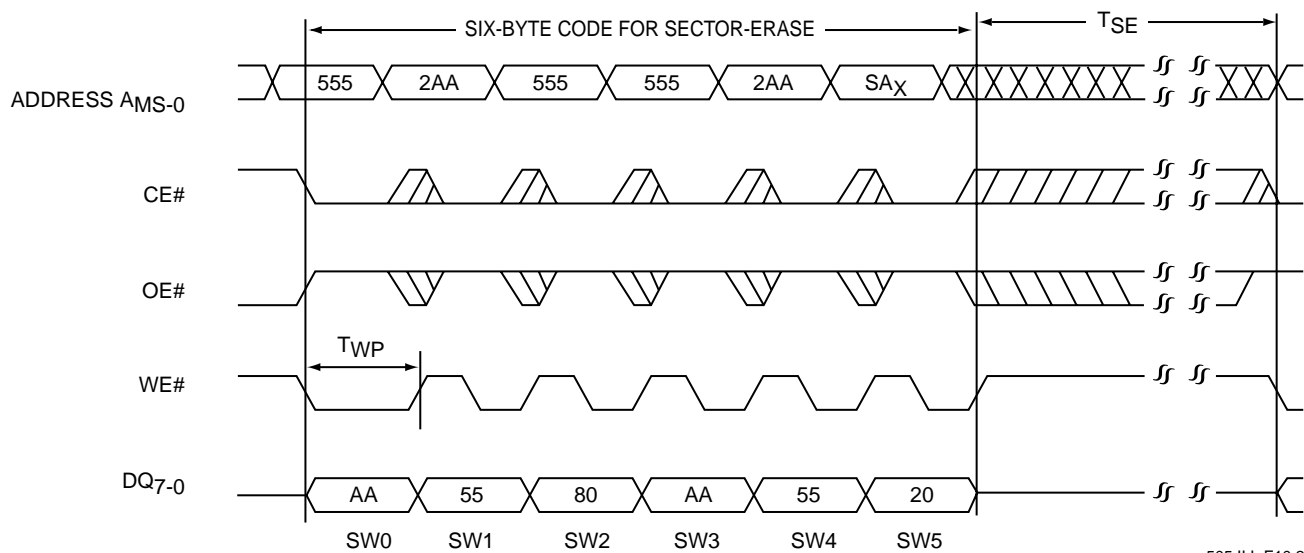 SIX-BYTE CODE FOR SECTOR-ERASE
TSE
ADDRESS AMS-0
555 2AA 555 555 2AA SAX
CE#
OE#
TWP
WE#
DQ7-0
AA 55 80 AA 55 20
SW0 SW1 SW2 SW3 SW4 SW5